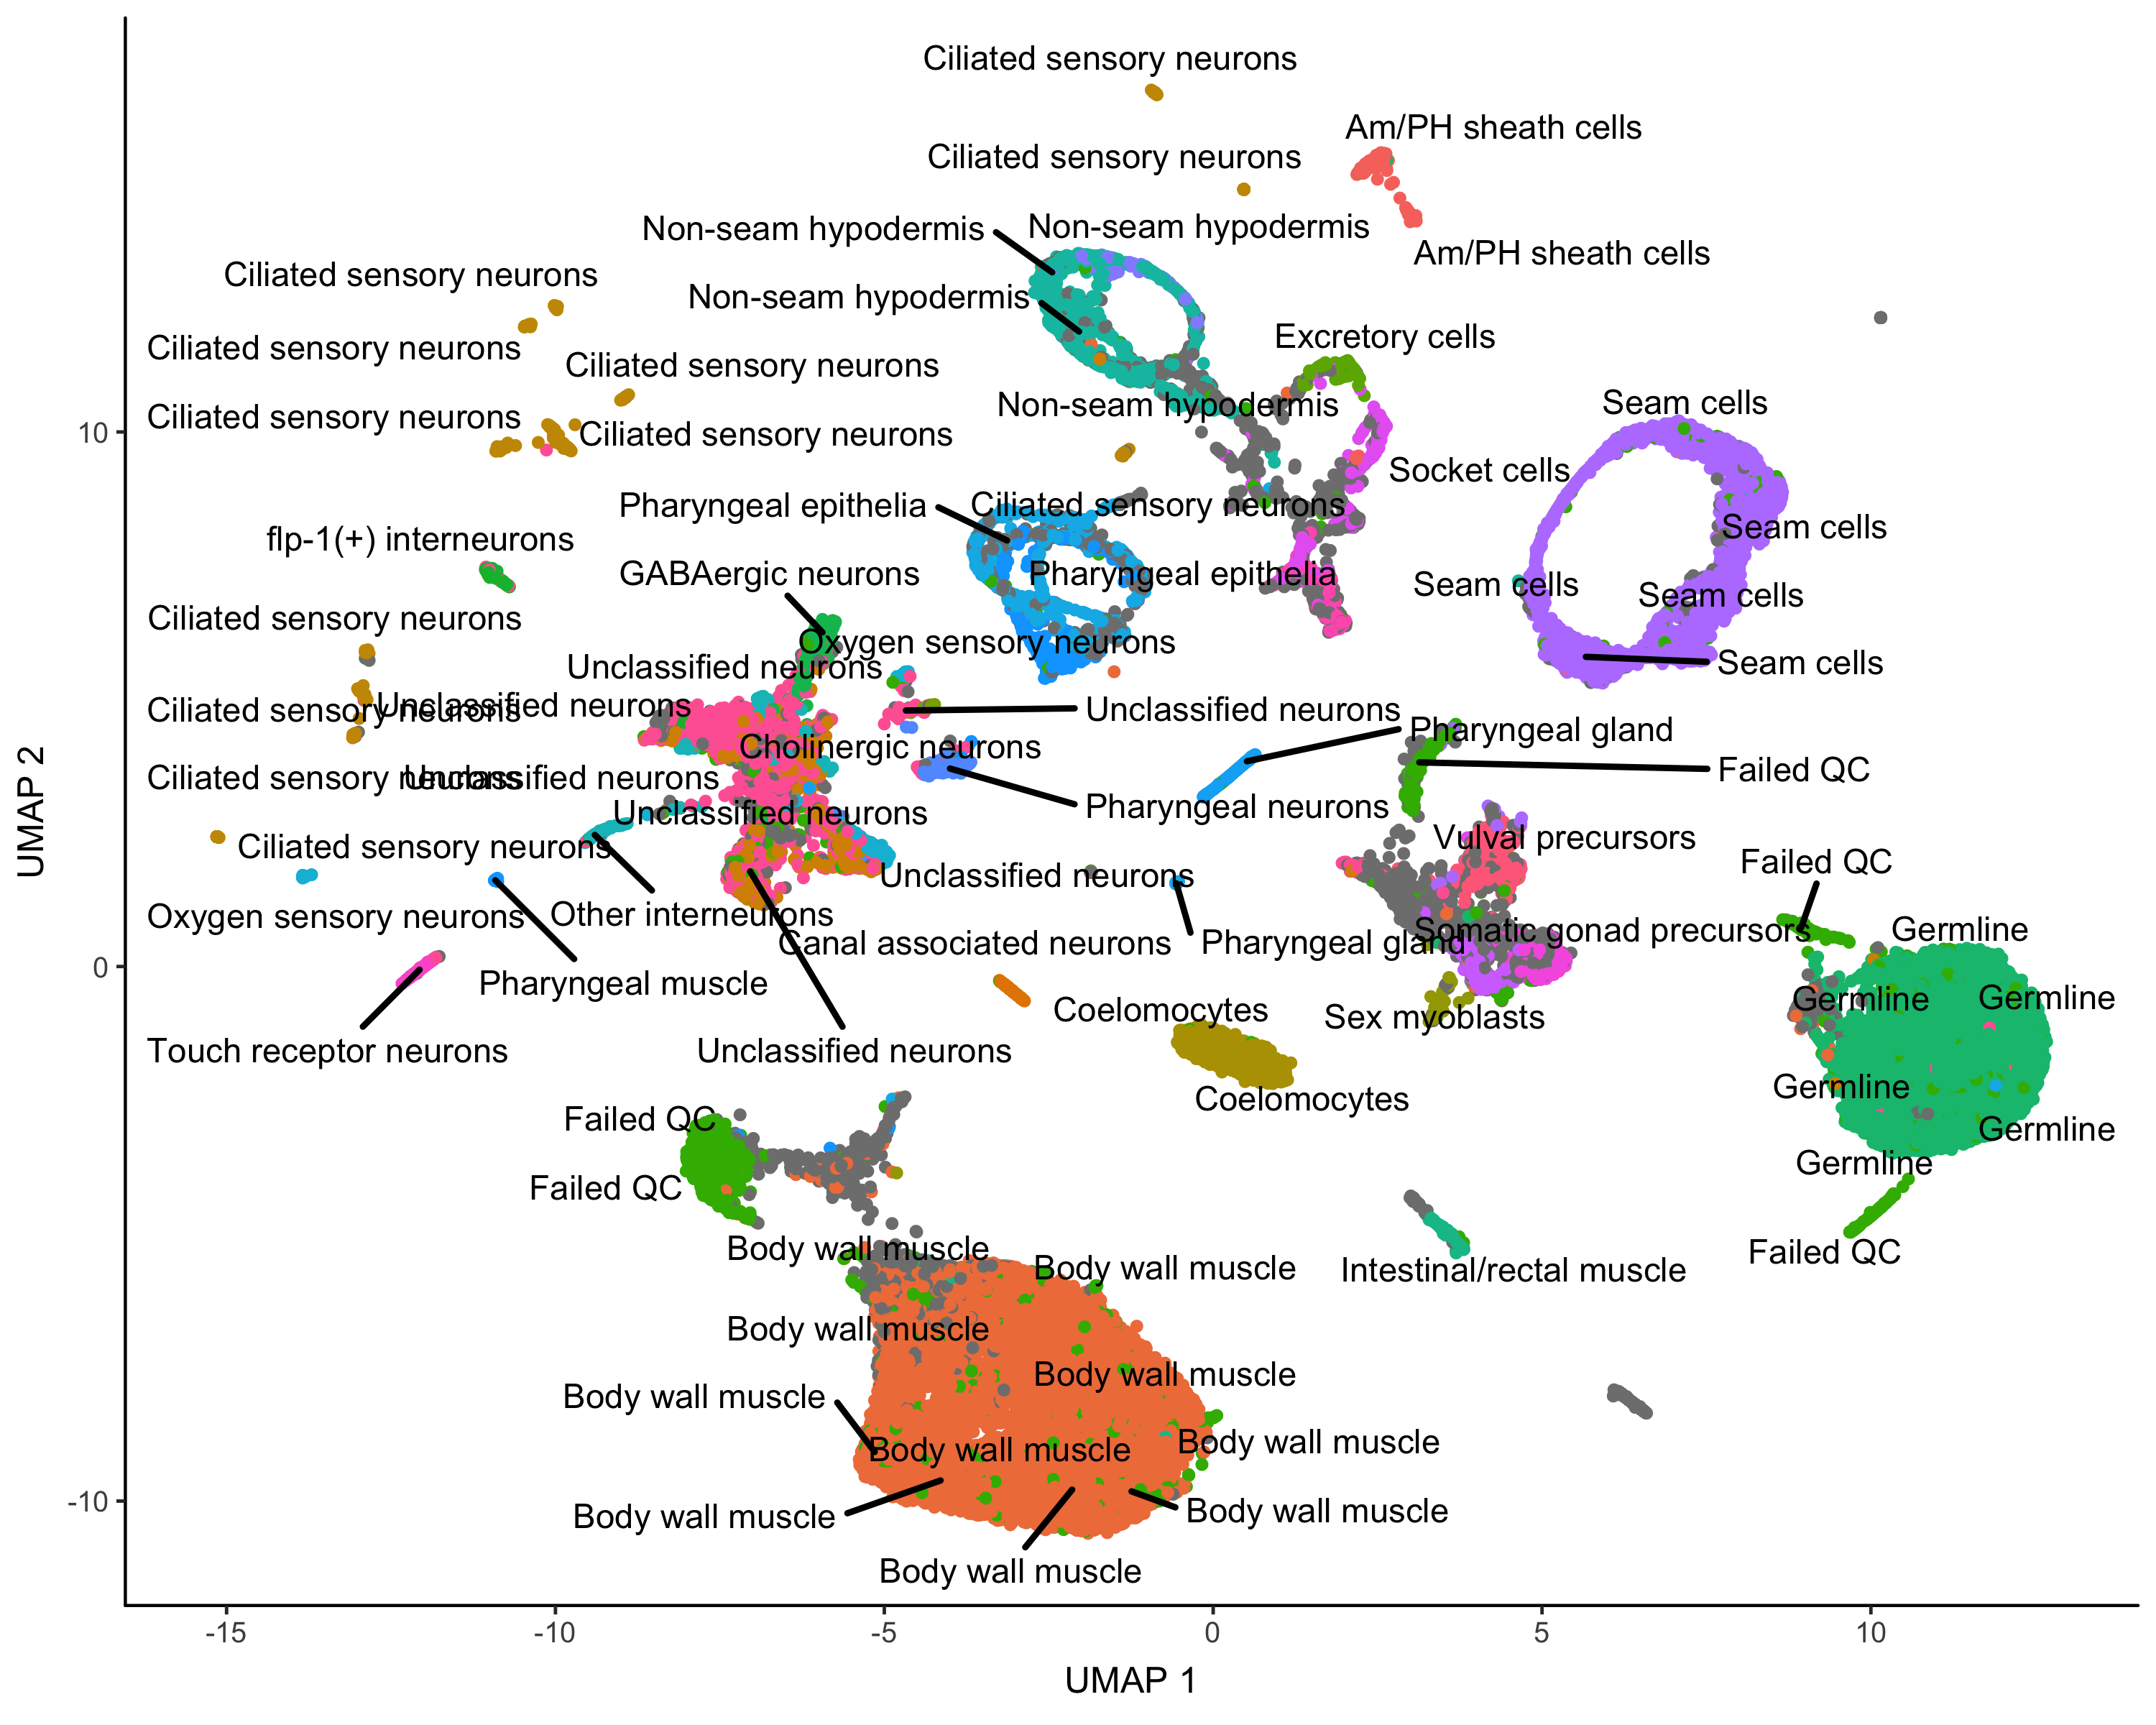 Ciliated sensory neurons
Am/PH sheath cells
Ciliated sensory neurons
Non-seam hypodermis
Non-seam hypodermis
Am/PH sheath cells
Ciliated sensory neurons
Non-seam hypodermis
Excretory cells
Ciliated sensory neurons
Ciliated sensory neurons
Non-seam hypodermis
Seam cells
Ciliated sensory neurons
Ciliated sensory neurons
10
Socket cells
Pharyngeal epithelia
Ciliated sensory neurons
Seam cells
flp-1(+) interneurons
GABAergic neurons
Pharyngeal epithelia
Seam cells
Seam cells
Ciliated sensory neurons
Oxygen sensory neurons
Unclassified neurons
Seam cells
Ciliated sensory neurons
Unclassified neurons
Unclassified neurons
Pharyngeal gland
Cholinergic neurons
Failed QC
Ciliated sensory neurons
Unclassified neurons
Unclassified neurons
Pharyngeal neurons
Vulval precursors
Ciliated sensory neurons
Failed QC
Unclassified neurons
Oxygen sensory neurons
Other interneurons
Canal associated neurons
Pharyngeal gland
Somatic gonad precursors
Germline
0
Pharyngeal muscle
Coelomocytes
Sex myoblasts
Germline
Germline
Touch receptor neurons
Unclassified neurons
Coelomocytes
Germline
Failed QC
Germline
Failed QC
Germline
Body wall muscle
Body wall muscle
Intestinal/rectal muscle
Failed QC
Body wall muscle
Body wall muscle
Body wall muscle
Body wall muscle
Body wall muscle
-10
Body wall muscle
Body wall muscle
Body wall muscle
-15
-10
-5
0
5
10
UMAP 1
UMAP 2